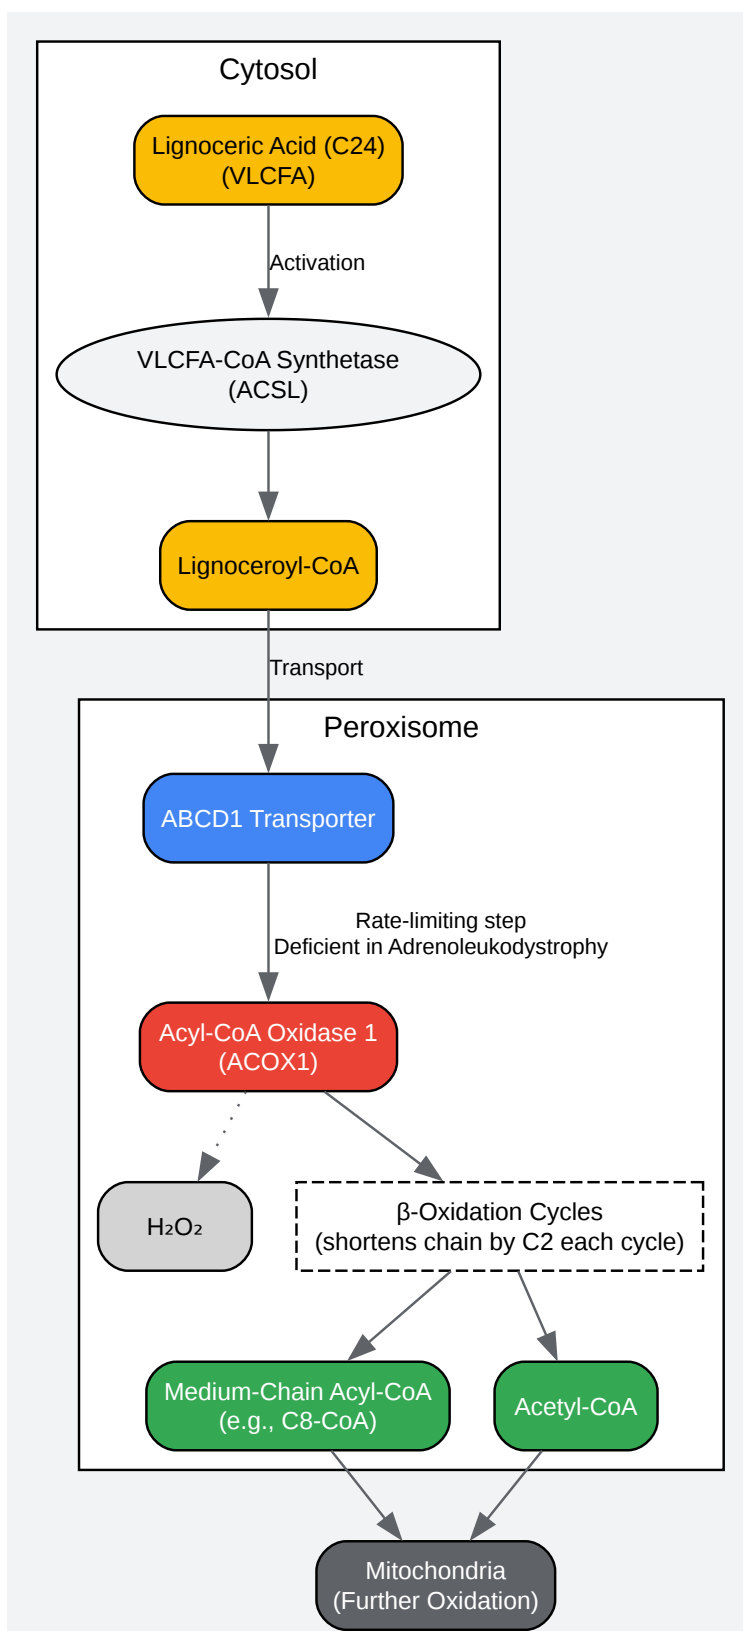 Cytosol
Lignoceric Acid (C24)
(VLCFA)
Activation
VLCFA-CoA Synthetase
(ACSL)
Lignoceroyl-CoA
Transport
Peroxisome
ABCD1 Transporter
Rate-limiting step
Deficient in Adrenoleukodystrophy
Acyl-CoA Oxidase 1
(ACOX1)
H₂O₂
β-Oxidation Cycles
(shortens chain by C2 each cycle)
Medium-Chain Acyl-CoA
(e.g., C8-CoA)
Acetyl-CoA
Mitochondria
(Further Oxidation)